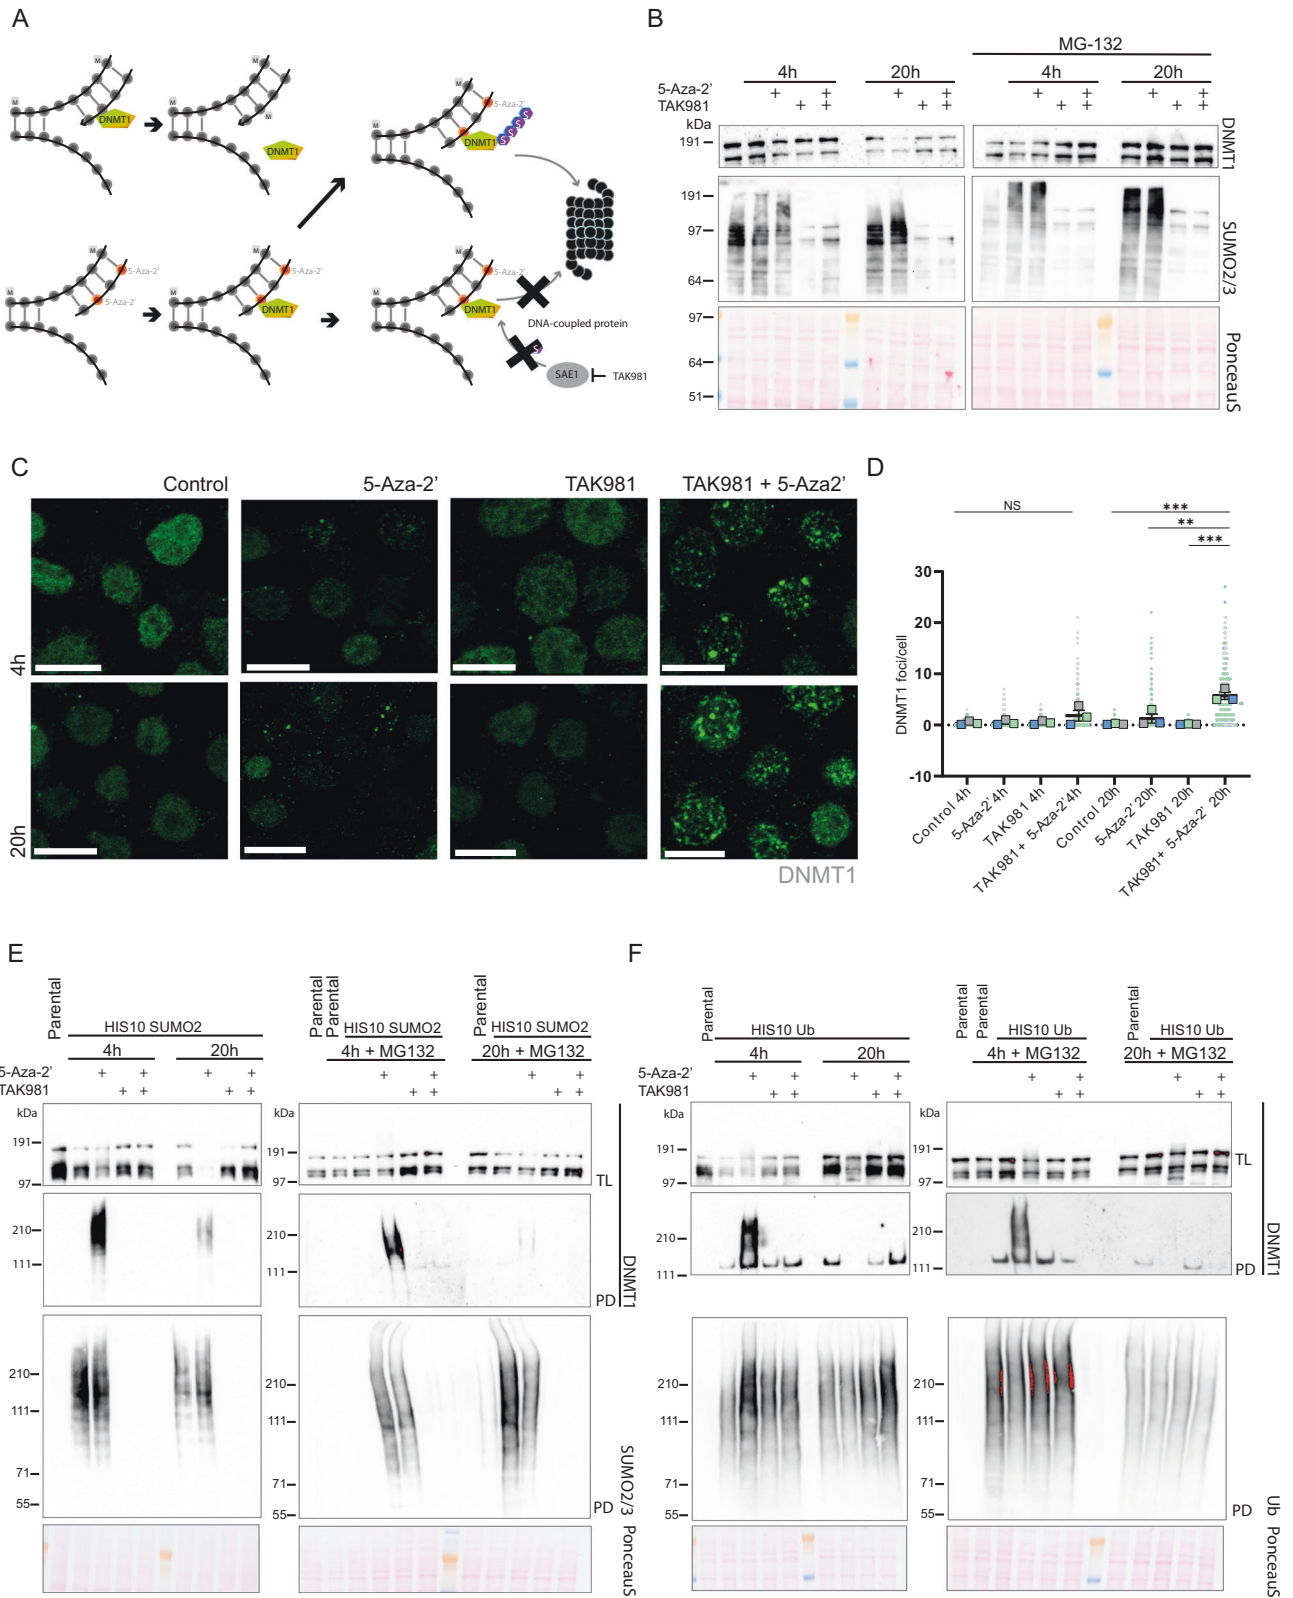 A
M
M
5-Aza-2'
S S S S
DNMT1
DNMT1
DNMT1
M
M
M
M
M
M
M
M
M
5-Aza-2'
5-Aza-2'
5-Aza-2'
5-Aza-2'
DNMT1
DNMT1
DNA-coupled protein
S
SAE1
TAK981
B
MG-132
4h 20h 4h 20h
5-Aza-2' + + + + + + + +
TAK981 + + + + + + + +
kDa
191
DNMT1
191
97
64
SUMO2/3
97
64
51
PonceauS
C
Control 5-Aza-2' TAK981 TAK981 + 5-Aza2'
4h
20h
DNMT1
D
NS
***
**
***
30
20
10
0
-10
DNMT1 foci/cell
Control 4h
5-Aza-2' 4h
TAK981 4h
TAK981+ 5-Aza-2' 4h
Control 20h
5-Aza-2' 20h
TAK981 20h
TAK981+ 5-Aza-2' 20h
E
Parental
HIS10 SUMO2
4h 20h
Parental
Parental
HIS10 SUMO2
4h + MG132
Parental
HIS10 SUMO2
20h + MG132
5-Aza-2' + + + + + + + +
TAK981 + + + + + + + +
kDa
191
97
kDa
191
97
TL
210
111
210
111
PD
DNMT1
210
111
71
55
210
111
71
55
PD
SUMO2/3
PonceauS
F
Parental
HIS10 Ub
4h 20h
Parental
Parental
HIS10 Ub
4h + MG132
Parental
HIS10 Ub
20h + MG132
5-Aza-2' + + + + + + + +
TAK981 + + + + + + + +
kDa
191
97
kDa
191
97
TL
210
111
210
111
PD
DNMT1
210
111
71
55
210
111
71
55
PD
Ub
PonceauS